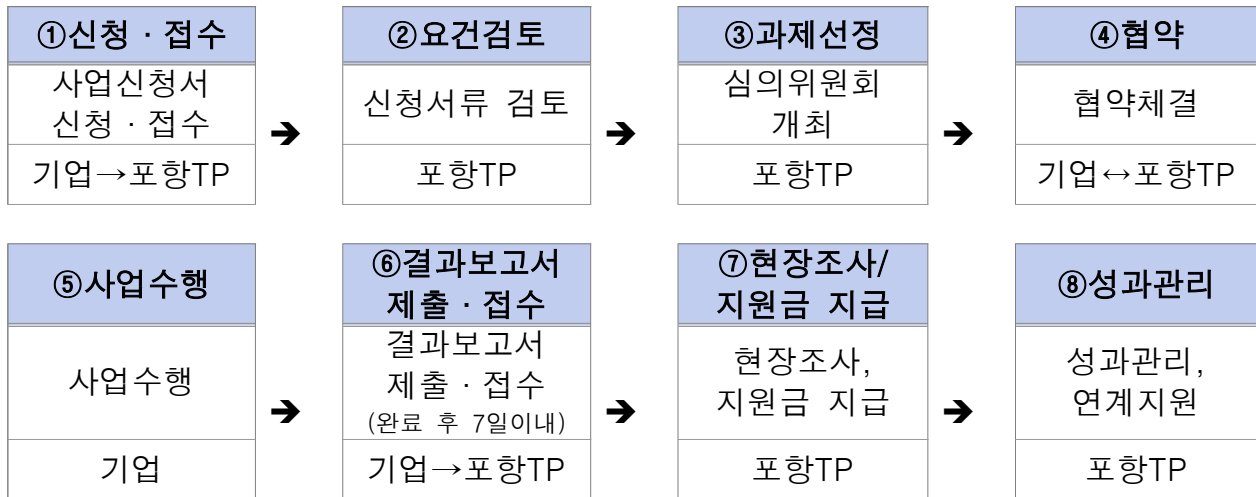 ①신청 · 접수
사업신청서
신청 · 접수
기업→포항TP
➔
②요건검토
신청서류 검토
포항TP
➔
③과제선정
심의위원회
개최
포항TP
➔
④협약
협약체결
기업↔포항TP
⑤사업수행
사업수행
기업
➔
⑥결과보고서
제출 · 접수
결과보고서
제출 · 접수
(완료 후 7일이내)
기업→포항TP
➔
⑦현장조사/
지원금 지급
현장조사,
지원금 지급
포항TP
➔
⑧성과관리
성과관리,
연계지원
포항TP